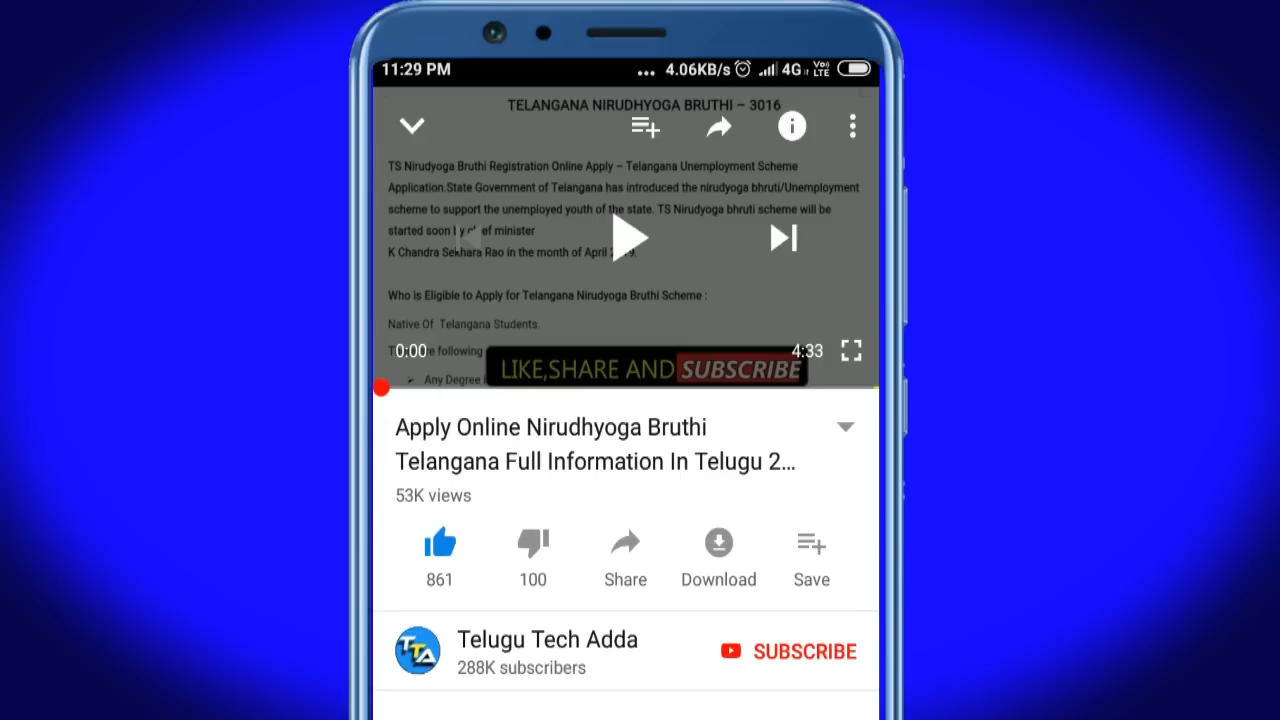 11:29 PM
... 4.06KB/s 4G Vo) LTE
TELANGANA NIRUDHYOGA BRUTHI – 3016
TS Nirudyoga Bruthi Registration Online Apply – Telangana Unemployment Scheme
Application.State Government of Telangana has introduced the nirudyoga bhruti/Unemployment
scheme to support the unemployed youth of the state. TS Nirudyoga bhruti scheme will be
started soon minister
K Chandra Sekhara Rao in the month of April
Who is Eligible to Apply for Telangana Nirudyoga Bruthi Scheme :
Native Of Telangana Students.
0:00 following 4:33
LIKE,SHARE AND SUBSCRIBE
Any Degree
Apply Online Nirudhyoga Bruthi
Telangana Full Information In Telugu 2...
53K views
861 100 Share Download Save
TTA
Telugu Tech Adda
288K subscribers
SUBSCRIBE